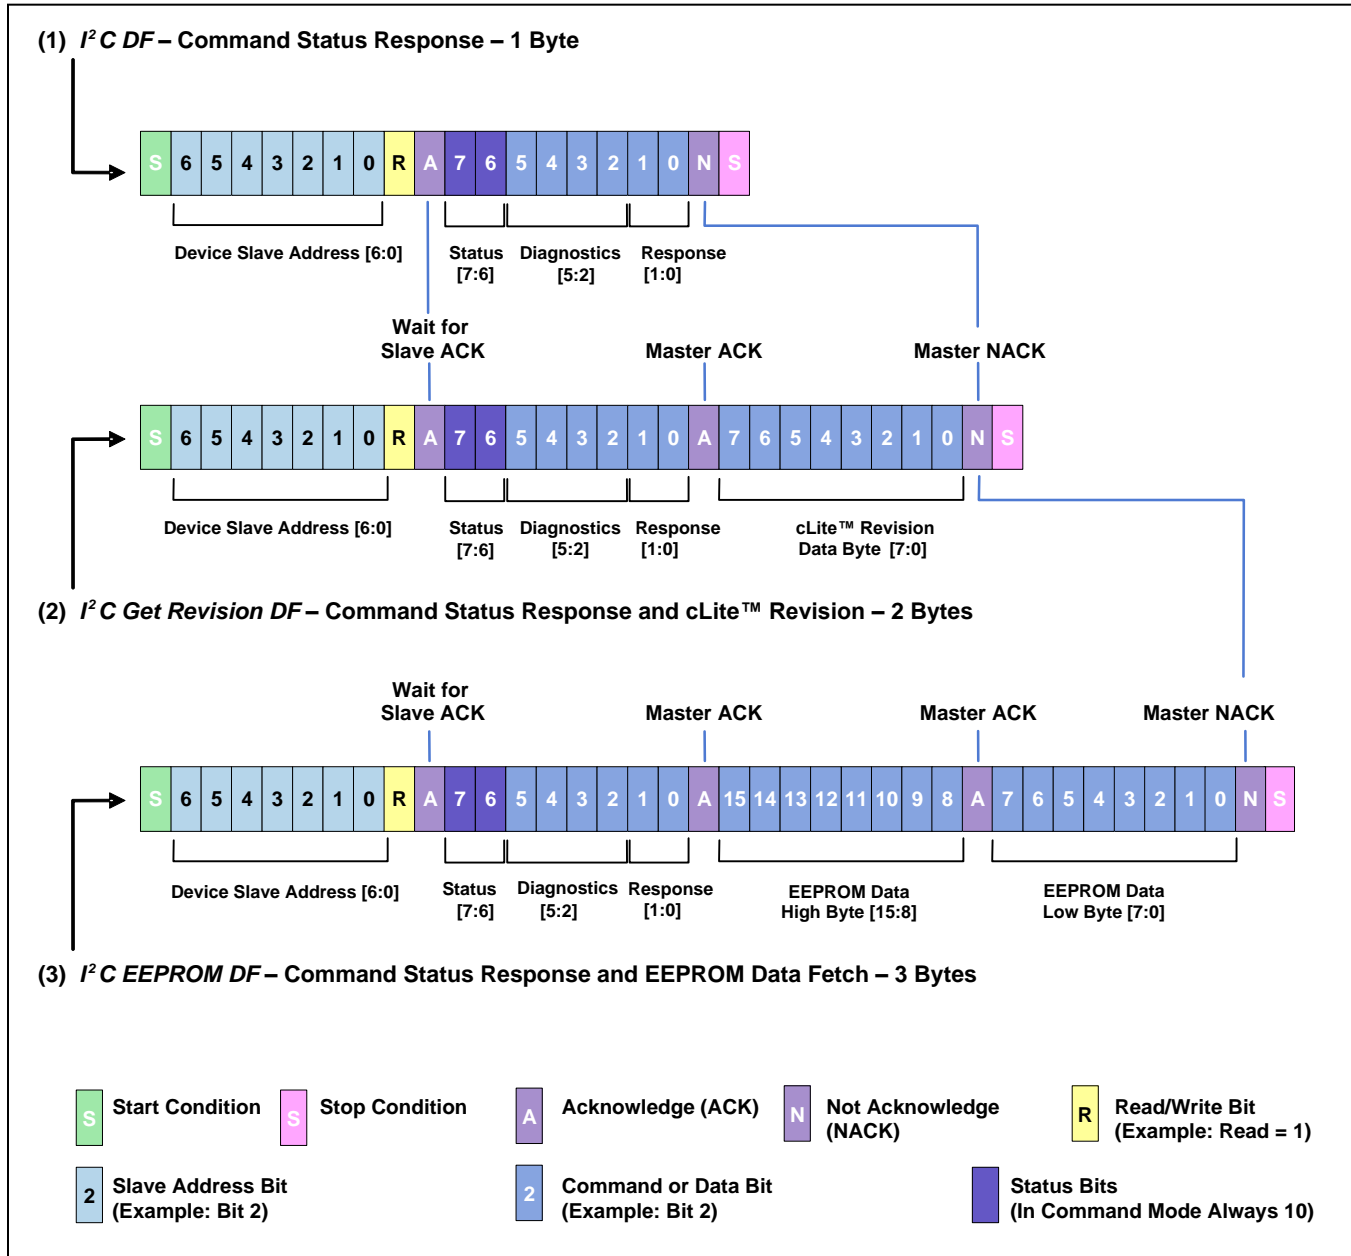 (1) I² C DF – Command Status Response – 1 Byte
S 6 5 4 3 2 1 0 R A 7 6 5 4 3 2 1 0 N S
Device Slave Address [6:0] Status Diagnostics Response
[7:6] [5:2] [1:0]
Wait for
Slave ACK Master ACK Master NACK
S 6 5 4 3 2 1 0 R A 7 6 5 4 3 2 1 0 A 7 6 5 4 3 2 1 0 N S
Device Slave Address [6:0] Status Diagnostics Response cLite™ Revision
[7:6] [5:2] [1:0] Data Byte [7:0]
(2) I² C Get Revision DF – Command Status Response and cLite™ Revision – 2 Bytes
Wait for
Slave ACK Master ACK Master ACK Master NACK
S 6 5 4 3 2 1 0 R A 7 6 5 4 3 2 1 0 A 15 14 13 12 11 10 9 8 A 7 6 5 4 3 2 1 0 N S
Device Slave Address [6:0] Status Diagnostics Response EEPROM Data EEPROM Data
[7:6] [5:2] [1:0] High Byte [15:8] Low Byte [7:0]
(3) I² C EEPROM DF – Command Status Response and EEPROM Data Fetch – 3 Bytes
S Start Condition S Stop Condition A Acknowledge (ACK) N Not Acknowledge R Read/Write Bit
(NACK) (Example: Read = 1)
2 Slave Address Bit 2 Command or Data Bit Status Bits
(Example: Bit 2) (Example: Bit 2) (In Command Mode Always 10)